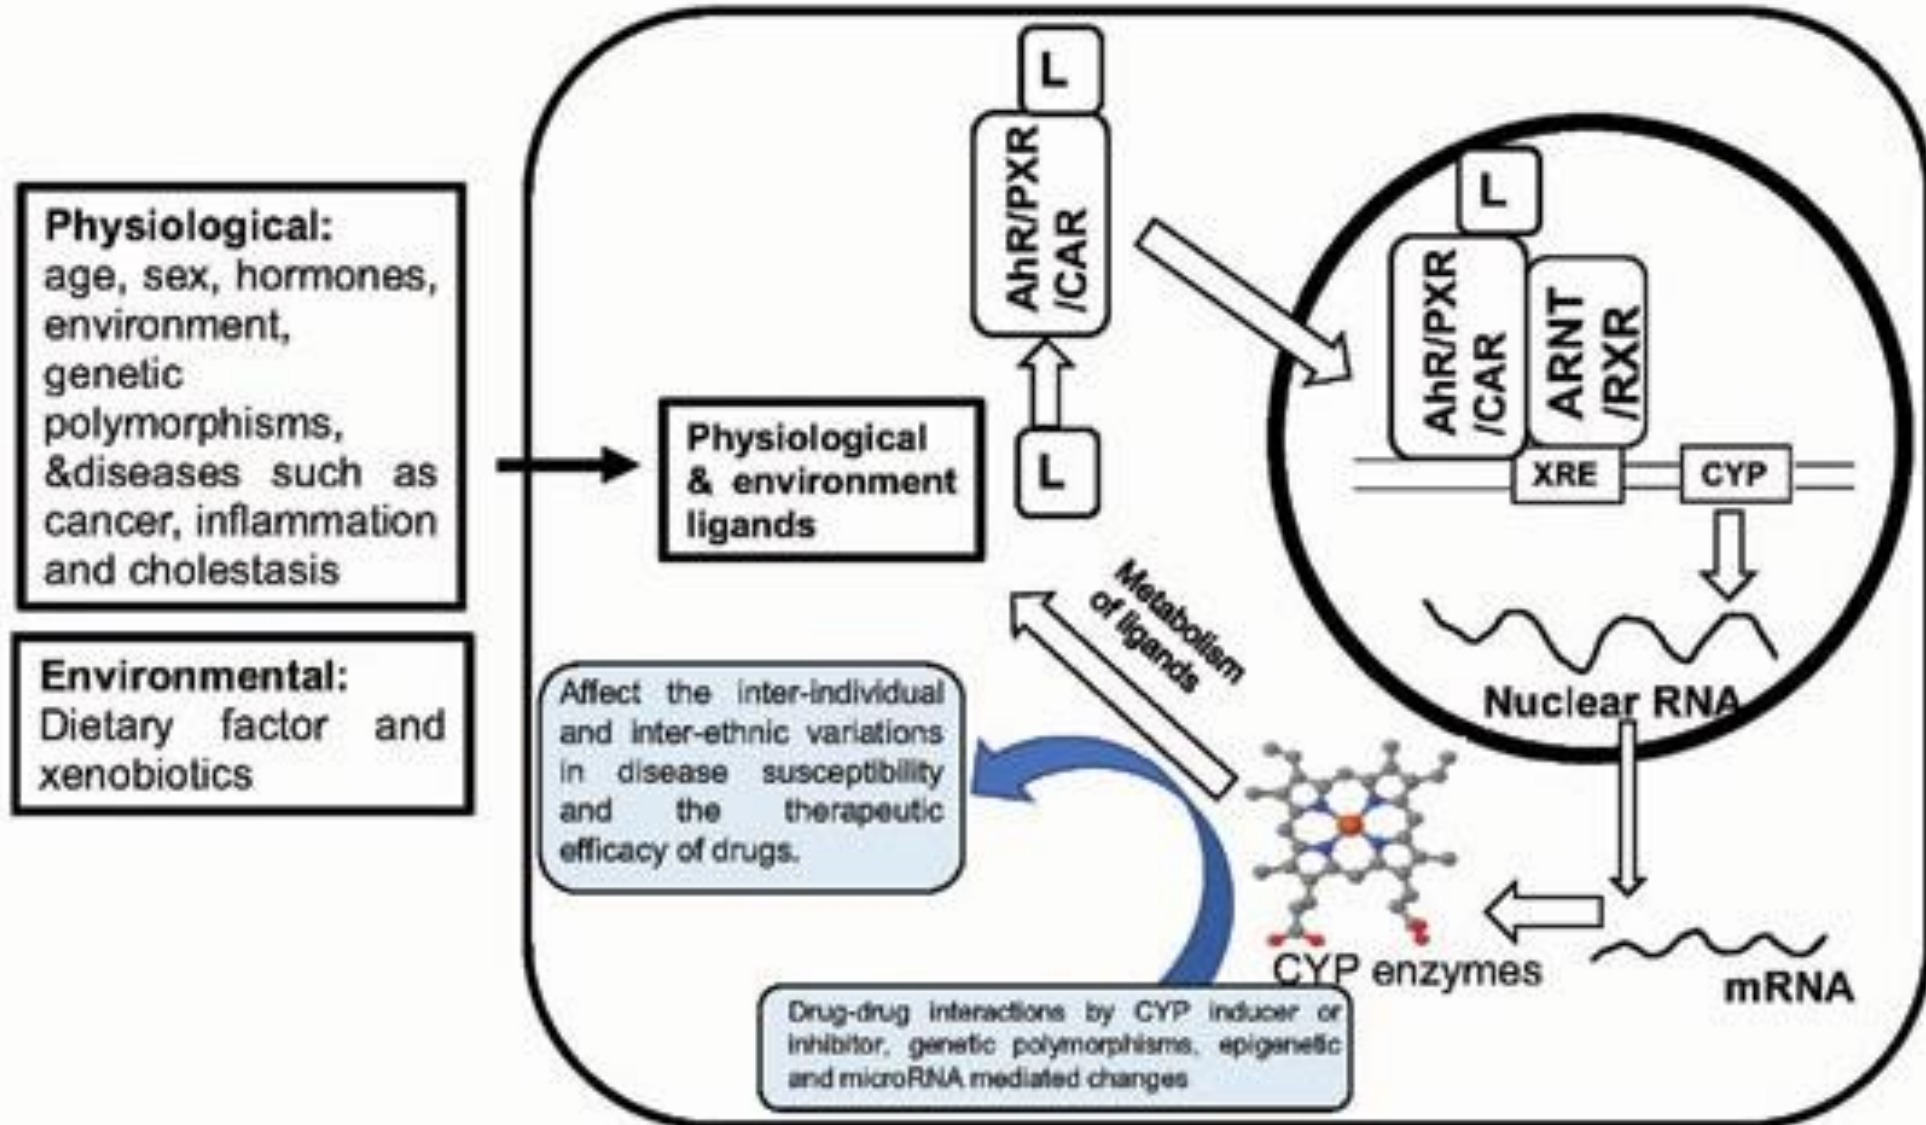 Physiological:
age, sex, hormones,
environment,
genetic
polymorphisms,
&diseases such as
cancer, inflammation
and cholestasis
Environmental:
Dietary factor and
xenobiotics
Physiological
& environment
ligands
L
AhR/PXR
/CAR
L
L
AhR/PXR
/CAR
ARNT
/RXR
XRE
CYP
Nuclear RNA
mRNA
CYP enzymes
Metabolism
of ligands
Affect the inter-individual
and inter-ethnic variations
in disease susceptibility
and the therapeutic
efficacy of drugs.
Drug-drug interactions by CYP inducer or
inhibitor, genetic polymorphisms, epigenetic
and microRNA mediated changes